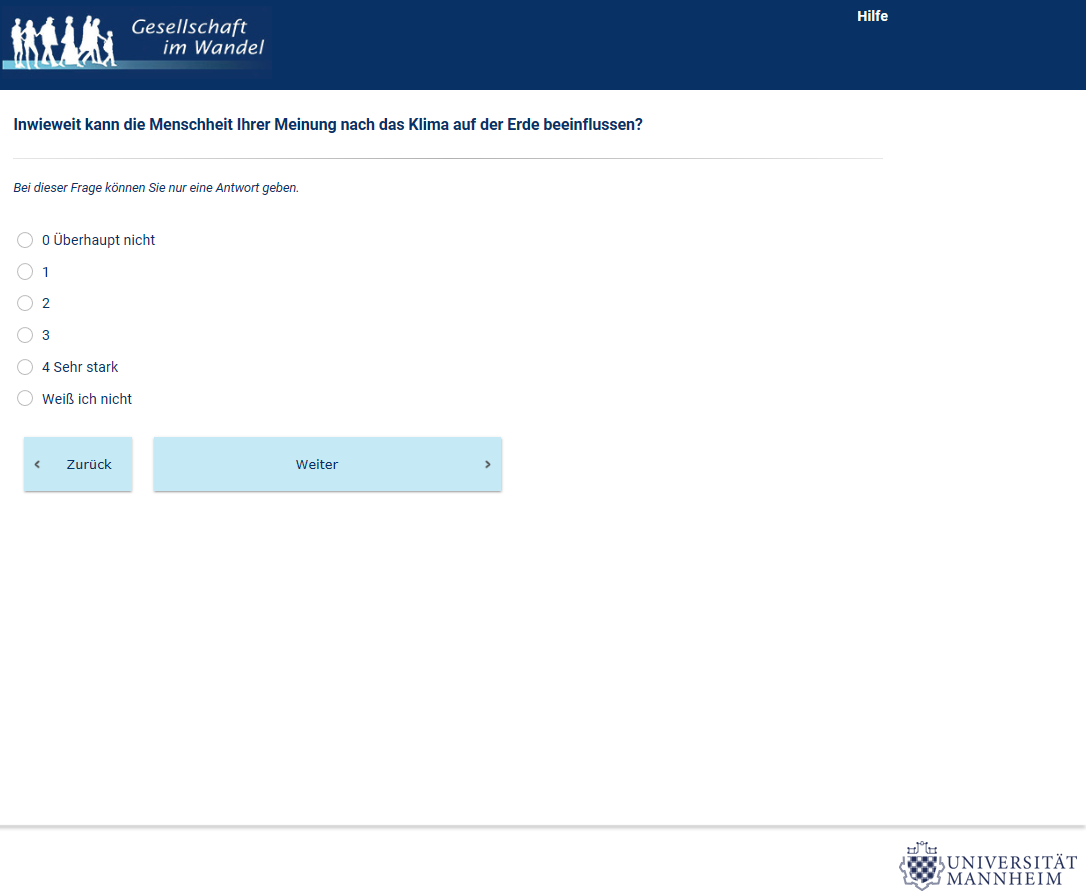 Gesellschaft
im Wandel
Hilfe
Inwieweit kann die Menschheit Ihrer Meinung nach das Klima auf der Erde beeinflussen?
Bei dieser Frage können Sie nur eine Antwort geben.
0 Überhaupt nicht
1
2
3
4 Sehr stark
Weiß ich nicht
Zurück
Weiter
UNIVERSITÄT
MANNHEIM